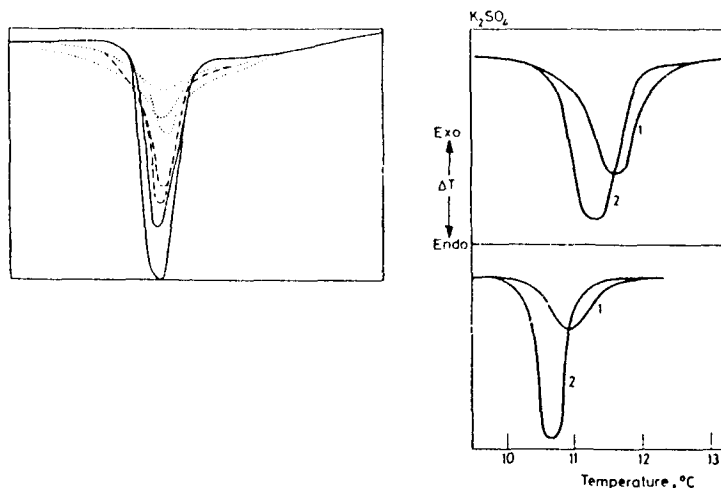 K₂SO₄
Exo
ΔT
Endo
1
2
1
2
10 11 12 13
Temperature, °C